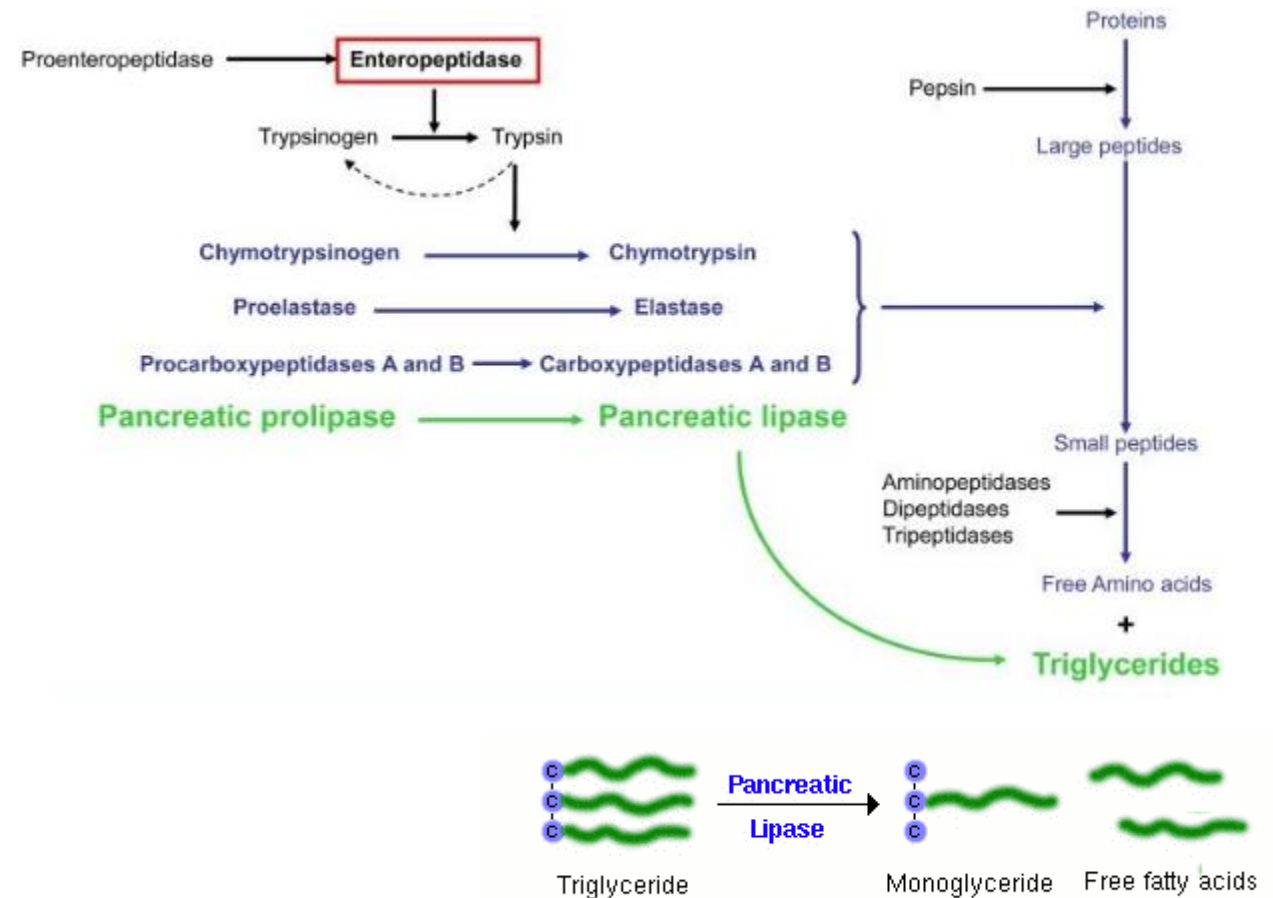 Proteins
Proenteropeptidase
Enteropeptidase
Pepsin
Trypsinogen
Trypsin
Large peptides
Chymotrypsinogen
Chymotrypsin
Proelastase
Elastase
Procarboxypeptidases A and B
Carboxypeptidases A and B
Pancreatic prolipase
Pancreatic lipase
Small peptides
Aminopeptidases
Dipeptidases
Tripeptidases
Free Amino acids
+
Triglycerides
C
C
C
Pancreatic
Lipase
C
C
C
Triglyceride
Monoglyceride
Free fatty acids